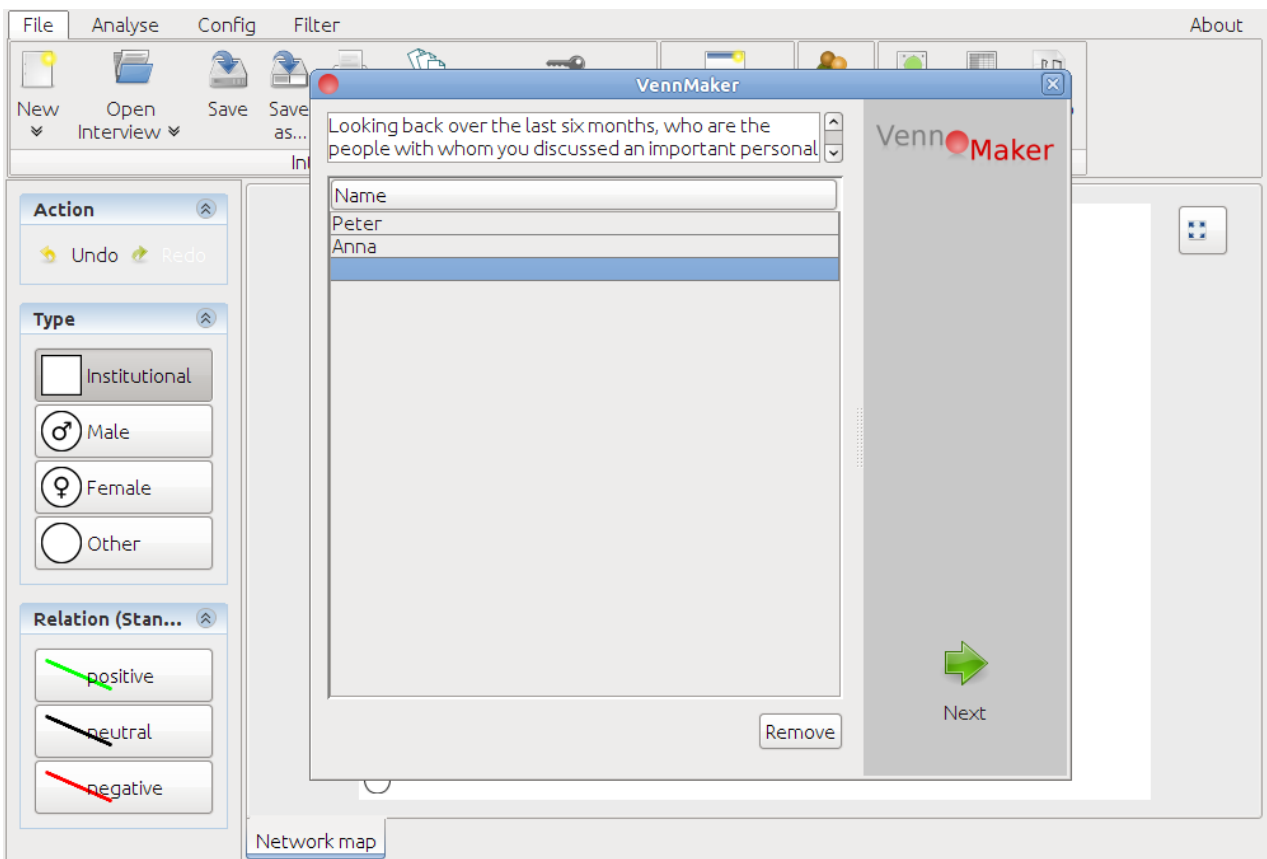 File Analyse Config Filter About
New Open Interview Save Save as...
VennMaker
Looking back over the last six months, who are the
people with whom you discussed an important personal
Venn Maker
Name
Peter
Anna
Remove
Next
Action
Undo Redo
Type
Institutional
Male
Female
Other
Relation (Stan...
positive
neutral
negative
Network map